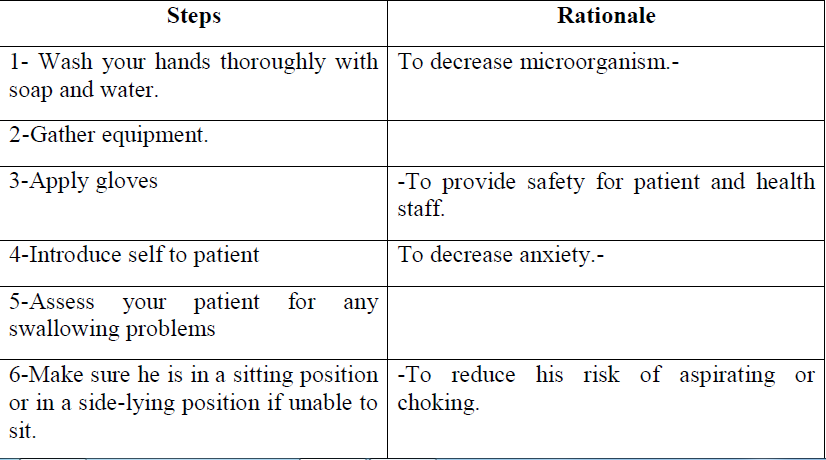 Steps
Rationale
1- Wash your hands thoroughly with
soap and water.
To decrease microorganism.-
2-Gather equipment.
3-Apply gloves
-To provide safety for patient and health
staff.
4-Introduce self to patient
To decrease anxiety.-
5-Assess your patient for any
swallowing problems
6-Make sure he is in a sitting position
or in a side-lying position if unable to
sit.
-To reduce his risk of aspirating or
choking.